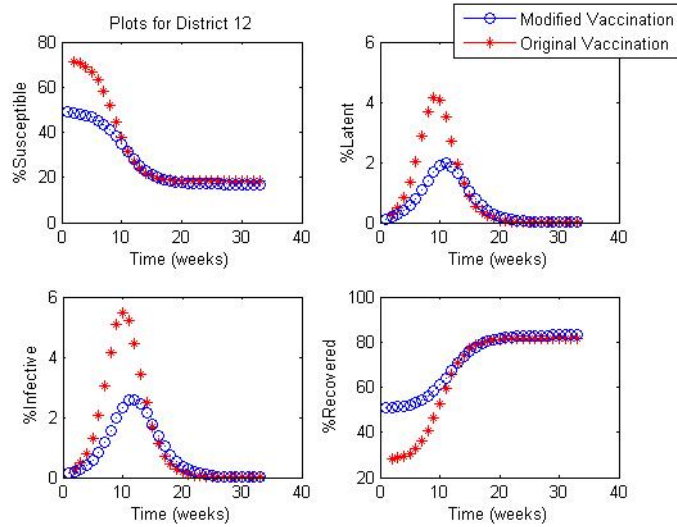 Plots for District 12
Modified Vaccination
Original Vaccination
80
60
40
20
0
%Susceptible
0 10 20 30 40
Time (weeks)
6
4
2
0
%Latent
0 10 20 30 40
Time (weeks)
6
4
2
0
%Infective
0 10 20 30 40
Time (weeks)
100
80
60
40
20
%Recovered
0 10 20 30 40
Time (weeks)